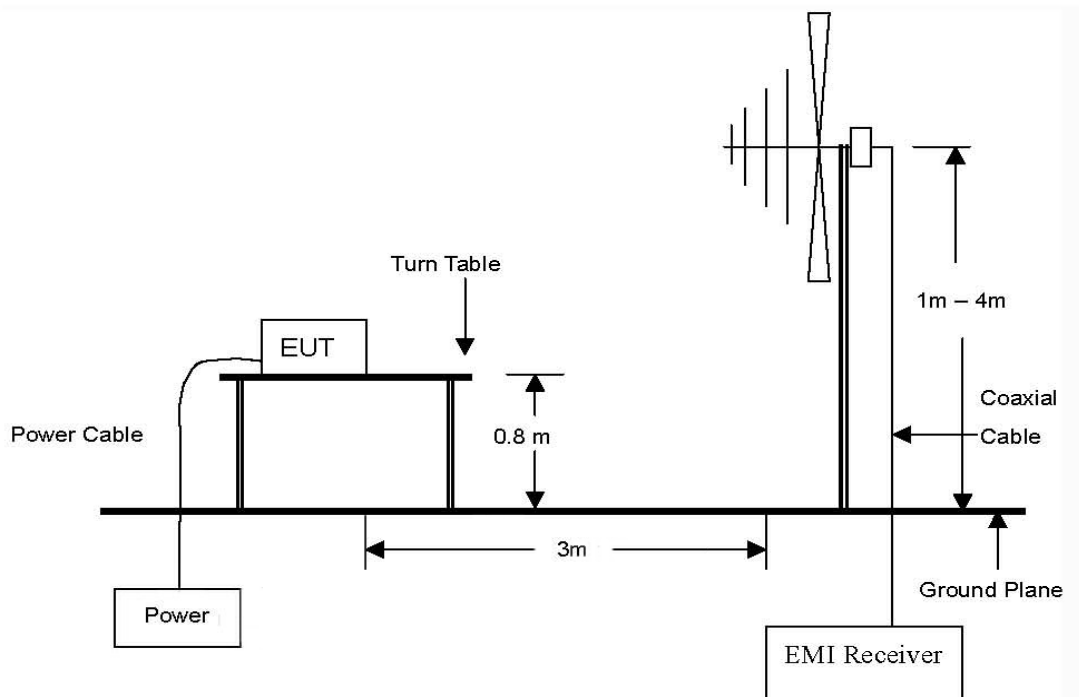 Turn Table
1m – 4m
EUT
Coaxial
Cable
Power Cable
0.8 m
3m
Ground Plane
Power
EMI Receiver